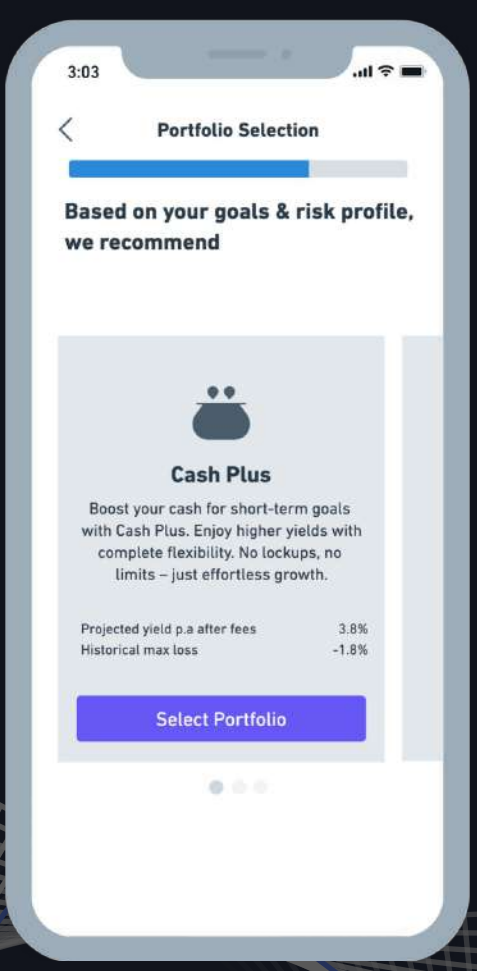 3:03
Portfolio Selection
Based on your goals & risk profile,
we recommend
Cash Plus
Boost your cash for short-term goals
with Cash Plus. Enjoy higher yields with
complete flexibility. No lockups, no
limits – just effortless growth.
Projected yield p.a after fees 3.8%
Historical max loss -1.8%
Select Portfolio